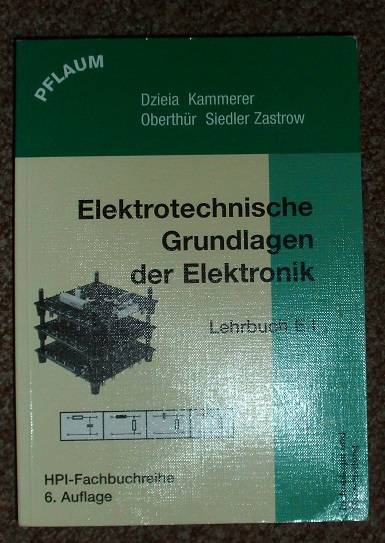 PFLAUM
Dzieia Kammerer
Oberthür Siedler Zastrow
Elektrotechnische
Grundlagen
der Elektronik
Lehrbuch E I
HPI-Fachbuchreihe
6. Auflage